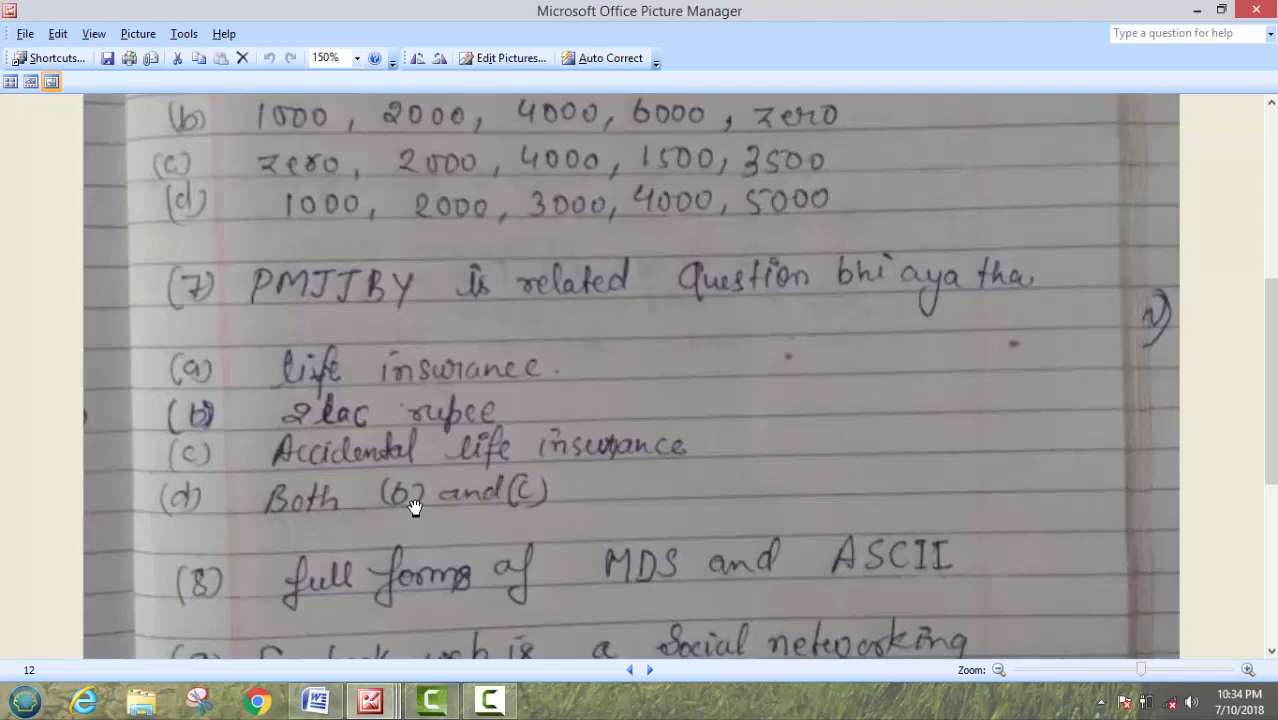 Microsoft Office Picture Manager
File Edit View Picture Tools Help
Type a question for help
Shortcuts... 150% Edit Pictures... Auto Correct
(b) 1000, 2000, 4000, 6000, zero
(c) zero, 2000, 4000, 1500, 3500
(d) 1000, 2000, 3000, 4000, 5000
(7) PMJJBY is related Question bhi aya tha
(a) life insurance.
(b) 2 lac rupee
(c) Accidental life insurance
(d) Both (b) and (c)
(8) full forms of MDS and ASCII
is a Social networking
12 Zoom:
10:34 PM
7/10/2018